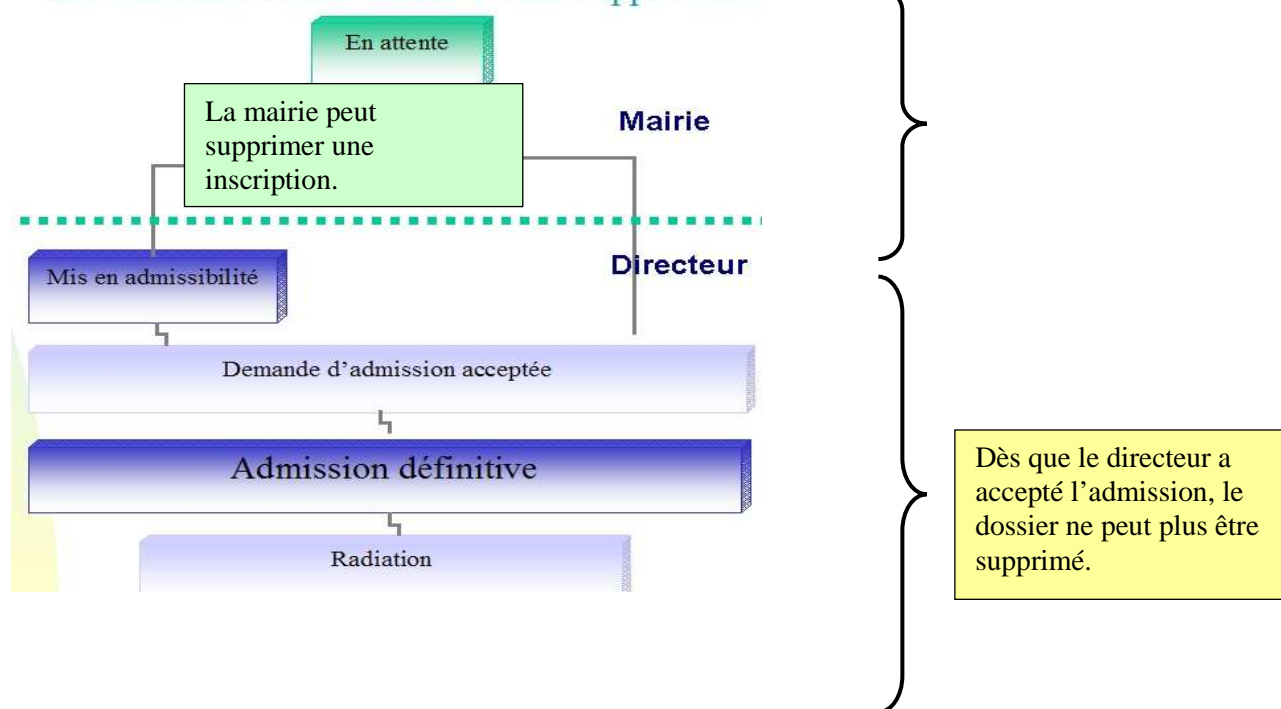 En attente
La mairie peut
supprimer une
inscription.
Mairie
Directeur
Mis en admissibilité
Demande d'admission acceptée
Admission définitive
Radiation
Dès que le directeur a
accepté l'admission, le
dossier ne peut plus être
supprimé.